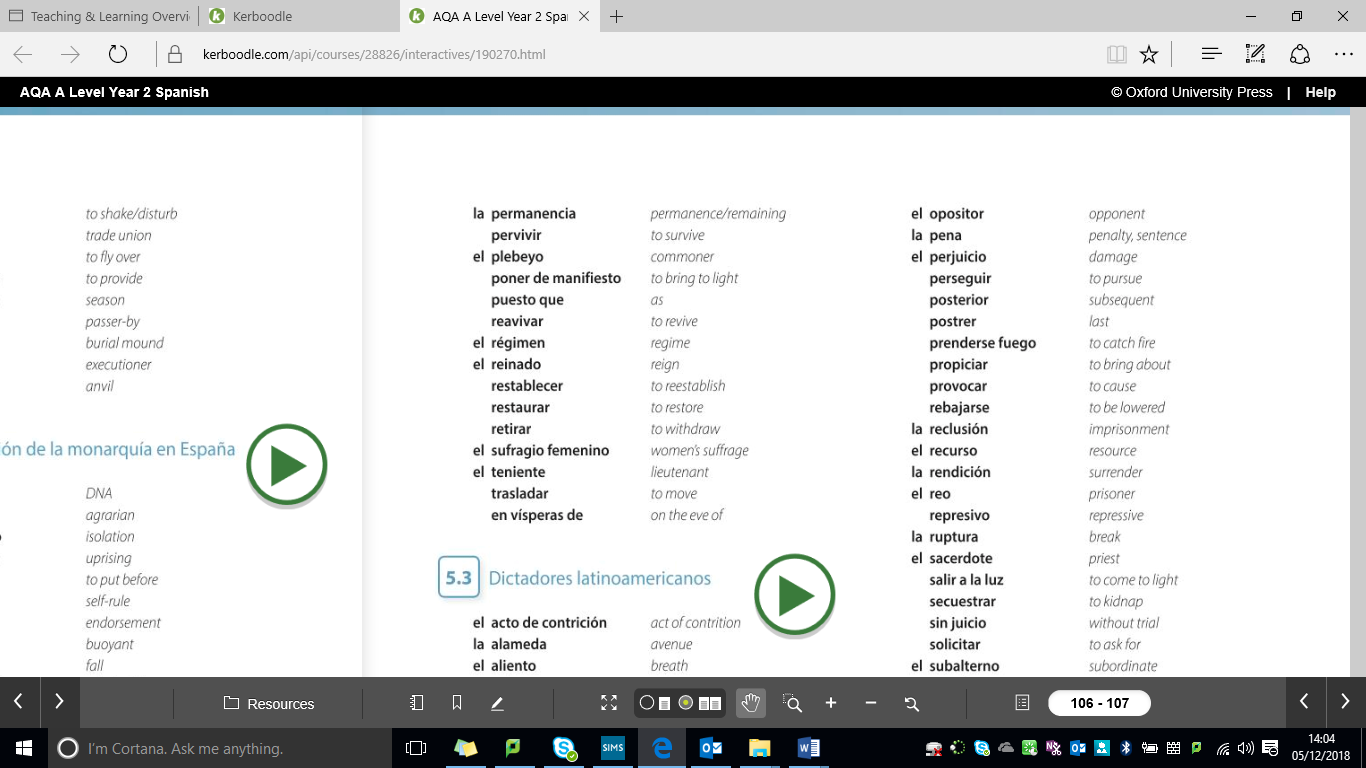 Teaching & Learning Overvi
Kerboodle
AQA A Level Year 2 Spa
kerboodle.com/api/courses/28826/interactives/190270.html
AQA A Level Year 2 Spanish
© Oxford University Press | Help
to shake/disturb
trade union
to fly over
to provide
season
passer-by
burial mound
executioner
anvil
ión de la monarquía en España
DNA
agrarian
isolation
uprising
to put before
self-rule
endorsement
buoyant
fall
la permanencia permanence/remaining
pervivir to survive
el plebeyo commoner
poner de manifiesto to bring to light
puesto que as
reavivar to revive
el régimen regime
el reinado reign
restablecer to reestablish
restaurar to restore
retirar to withdraw
el sufragio femenino women's suffrage
el teniente lieutenant
trasladar to move
en vísperas de on the eve of
5.3 Dictadores latinoamericanos
el acto de contrición act of contrition
la alameda avenue
el aliento breath
el opositor opponent
la pena penalty, sentence
el perjuicio damage
perseguir to pursue
posterior subsequent
postrer last
prenderse fuego to catch fire
propiciar to bring about
provocar to cause
rebajarse to be lowered
la reclusión imprisonment
el recurso resource
la rendición surrender
el reo prisoner
represivo repressive
la ruptura break
el sacerdote priest
salir a la luz to come to light
secuestrar to kidnap
sin juicio without trial
solicitar to ask for
el subalterno subordinate
Resources
106 - 107
I'm Cortana. Ask me anything.
SIMS
14:04
05/12/2018